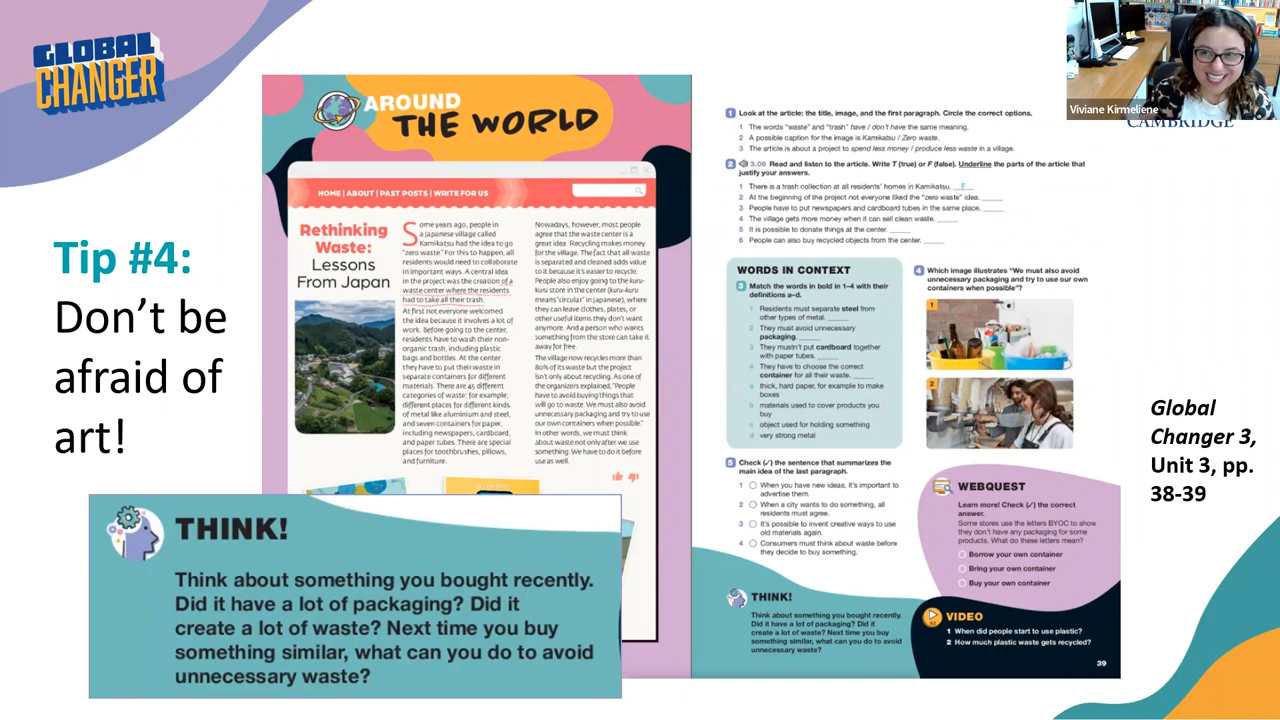 GLOBAL
CHANGER
Viviane Kirmeliene
CAMBRIDGE
Tip #4:
Don't be
afraid of
art!
AROUND
THE WORLD
HOME | ABOUT | PAST POSTS | WRITE FOR US
Rethinking
Waste:
Lessons
From Japan
Some years ago, people in
a Japanese village called
Kamikatsu had the idea to go
"zero waste." For this to happen, all
residents would need to collaborate
in important ways. A central idea
in the project was the creation of a
waste center where the residents
had to take all their trash.
At first not everyone welcomed
the idea because it involves a lot of
work. Before going to the center,
residents have to wash their non-
organic trash, including plastic
bags and bottles. At the center
they have to put their waste in
separate containers for different
materials. There are 45 different
categories of waste: for example,
different places for different kinds
of metal like aluminium and steel,
and seven containers for paper,
including newspapers, cardboard,
and paper tubes. There are special
places for toothbrushes, pillows,
and furniture.
Nowadays, however, most people
agree that the waste center is a
great idea. Recycling makes money
for the village. The fact that all waste
is separated and cleaned adds value
to it because it's easier to recycle.
People also enjoy going to the kuru-
kuru store in the center (kuru-kuru
means "circular" in Japanese), where
they can leave clothes, plates, or
other useful items they don't want
anymore. And a person who wants
something from the store can take it
away for free.
The village now recycles more than
80% of its waste but the project
isn't only about recycling. As one of
the organizers explained, "People
have to avoid buying things that
will go to waste. We must also avoid
unnecessary packaging and try to use
our own containers when possible."
In other words, we must think
about waste not only after we use
something. We have to do it before
use as well.
THINK!
Think about something you bought recently.
Did it have a lot of packaging? Did it
create a lot of waste? Next time you buy
something similar, what can you do to avoid
unnecessary waste?
1 Look at the article: the title, image, and the first paragraph. Circle the correct options.
1 The words "waste" and "trash" have / don't have the same meaning.
2 A possible caption for the image is Kamikatsu / Zero waste.
3 The article is about a project to spend less money / produce less waste in a village.
2 3.06 Read and listen to the article. Write T (true) or F (false). Underline the parts of the article that
justify your answers.
1 There is a trash collection at all residents' homes in Kamikatsu. F
2 At the beginning of the project not everyone liked the "zero waste" idea.
3 People have to put newspapers and cardboard tubes in the same place.
4 The village gets more money when it can sell clean waste.
5 It is possible to donate things at the center.
6 People can also buy recycled objects from the center.
WORDS IN CONTEXT
3 Match the words in bold in 1–4 with their
definitions a–d.
1 Residents must separate steel from
other types of metal.
2 They must avoid unnecessary
packaging.
3 They mustn't put cardboard together
with paper tubes.
4 They have to choose the correct
container for all their waste.
a thick, hard paper, for example to make
boxes
b materials used to cover products you
buy
c object used for holding something
d very strong metal
4 Which image illustrates "We must also avoid
unnecessary packaging and try to use our own
containers when possible"?
1
2
5 Check (✓) the sentence that summarizes the
main idea of the last paragraph.
1 When you have new ideas, it's important to
advertise them.
2 When a city wants to do something, all
residents must agree.
3 It's possible to invent creative ways to use
old materials again.
4 Consumers must think about waste before
they decide to buy something.
WEBQUEST
Learn more! Check (✓) the correct
answer.
Some stores use the letters BYOC to show
they don't have any packaging for some
products. What do these letters mean?
Borrow your own container
Bring your own container
Buy your own container
THINK!
Think about something you bought recently.
Did it have a lot of packaging? Did it
create a lot of waste? Next time you buy
something similar, what can you do to avoid
unnecessary waste?
VIDEO
1 When did people start to use plastic?
2 How much plastic waste gets recycled?
39
Global
Changer 3,
Unit 3, pp.
38-39